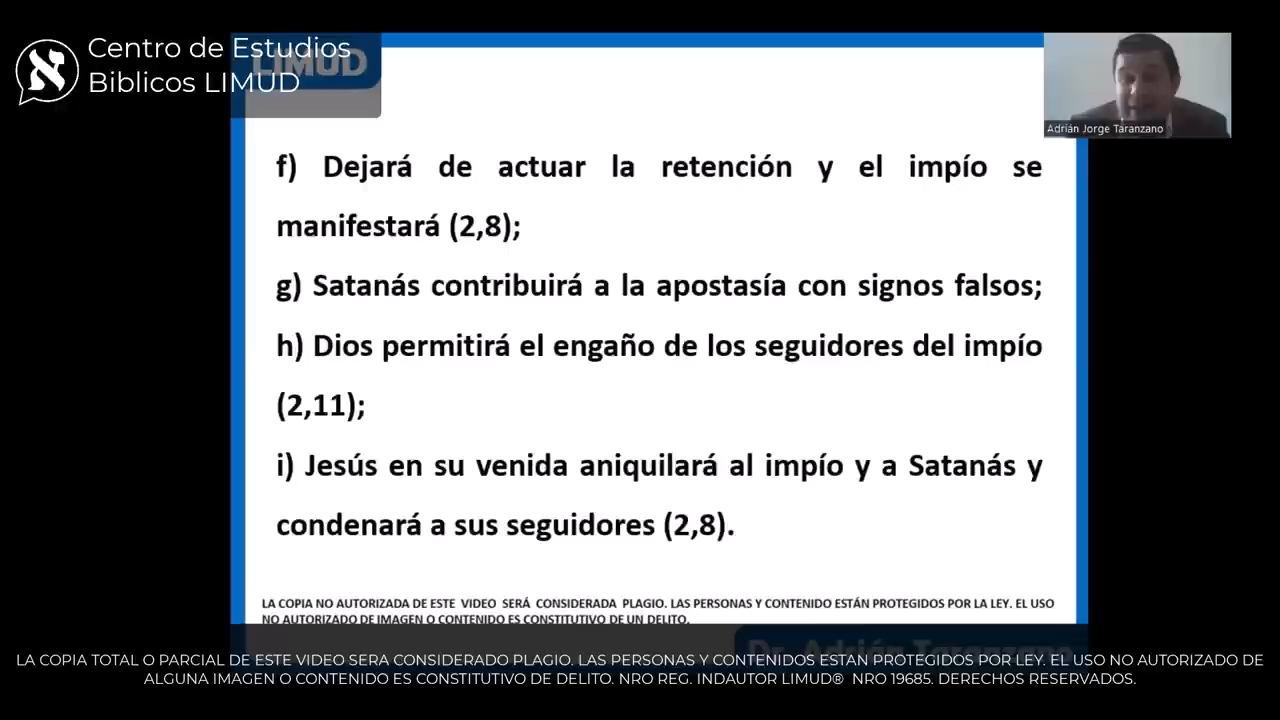 Centro de Estudios
Biblicos LIMUD
LIMUD
Adrián Jorge Taranzano
f) Dejará de actuar la retención y el impío se
manifestará (2,8);
g) Satanás contribuirá a la apostasía con signos falsos;
h) Dios permitirá el engaño de los seguidores del impío
(2,11);
i) Jesús en su venida aniquilará al impío y a Satanás y
condenará a sus seguidores (2,8).
LA COPIA NO AUTORIZADA DE ESTE VIDEO SERÁ CONSIDERADA PLAGIO. LAS PERSONAS Y CONTENIDO ESTÁN PROTEGIDOS POR LA LEY. EL USO
NO AUTORIZADO DE IMAGEN O CONTENIDO ES CONSTITUTIVO DE UN DELITO.
Dr. Adrián Taranzano
LA COPIA TOTAL O PARCIAL DE ESTE VIDEO SERA CONSIDERADO PLAGIO. LAS PERSONAS Y CONTENIDOS ESTAN PROTEGIDOS POR LEY. EL USO NO AUTORIZADO DE
ALGUNA IMAGEN O CONTENIDO ES CONSTITUTIVO DE DELITO. NRO REG. INDAUTOR LIMUD® NRO 19685. DERECHOS RESERVADOS.